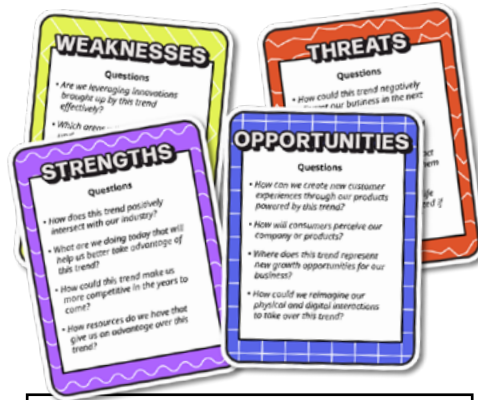 WEAKNESSES
Questions
• Are we leveraging innovations
brought up by this trend
effectively?
• Which areas
THREATS
Questions
• How could this trend negatively
our business in the next
STRENGTHS
Questions
• How does this trend positively
intersect with our industry?
• What are we doing today that will
help us better take advantage of
this trend?
• How could this trend make us
more competitive in the years to
come?
• How resources do we have that
give us an advantage over this
trend?
OPPORTUNITIES
Questions
• How can we create new customer
experiences through our products
powered by this trend?
• How will consumers perceive our
company or products?
• Where does this trend represent
new growth opportunities for our
business?
• How could we reimagine our
physical and digital interactions
to take over this trend?